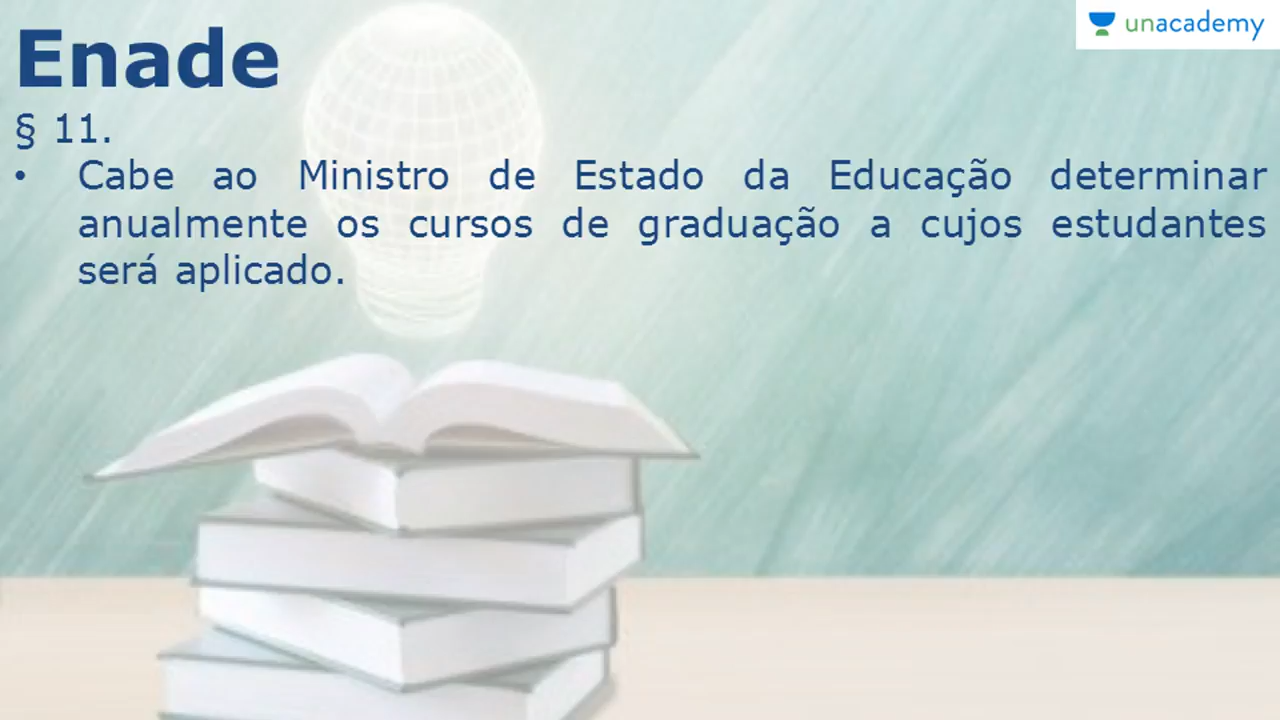 unacademy
Enade
§ 11.
• Cabe ao Ministro de Estado da Educação determinar
anualmente os cursos de graduação a cujos estudantes
será aplicado.